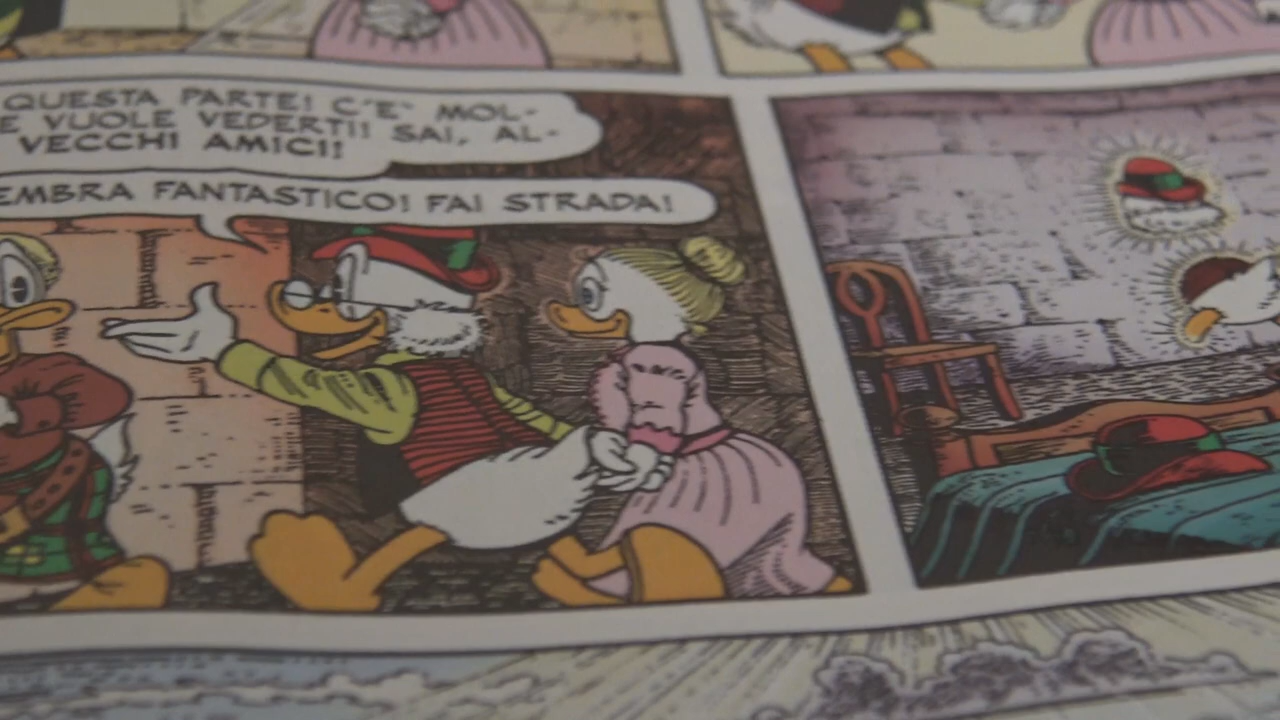 QUESTA PARTE! C'E' MOL-
E VUOLE VEDERTI! SAI, AL-
VECCHI AMICI!
EMBRA FANTASTICO! FAI STRADA!